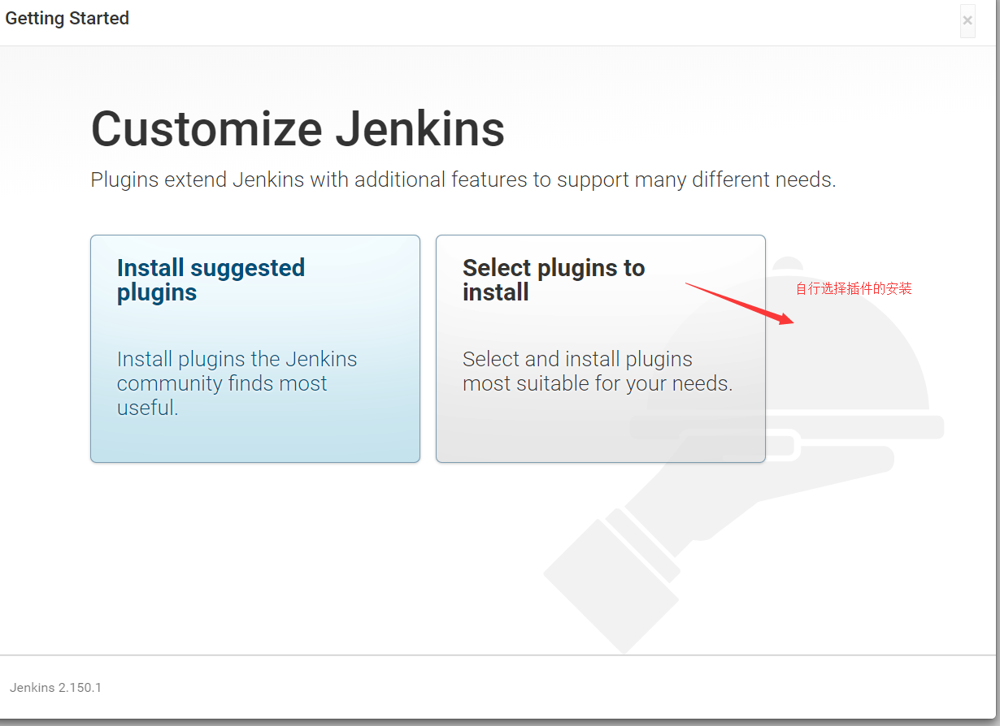 Getting Started
×
Customize Jenkins
Plugins extend Jenkins with additional features to support many different needs.
Install suggested
plugins
Install plugins the Jenkins
community finds most
useful.
Select plugins to
install
Select and install plugins
most suitable for your needs.
自行选择插件的安装
Jenkins 2.150.1